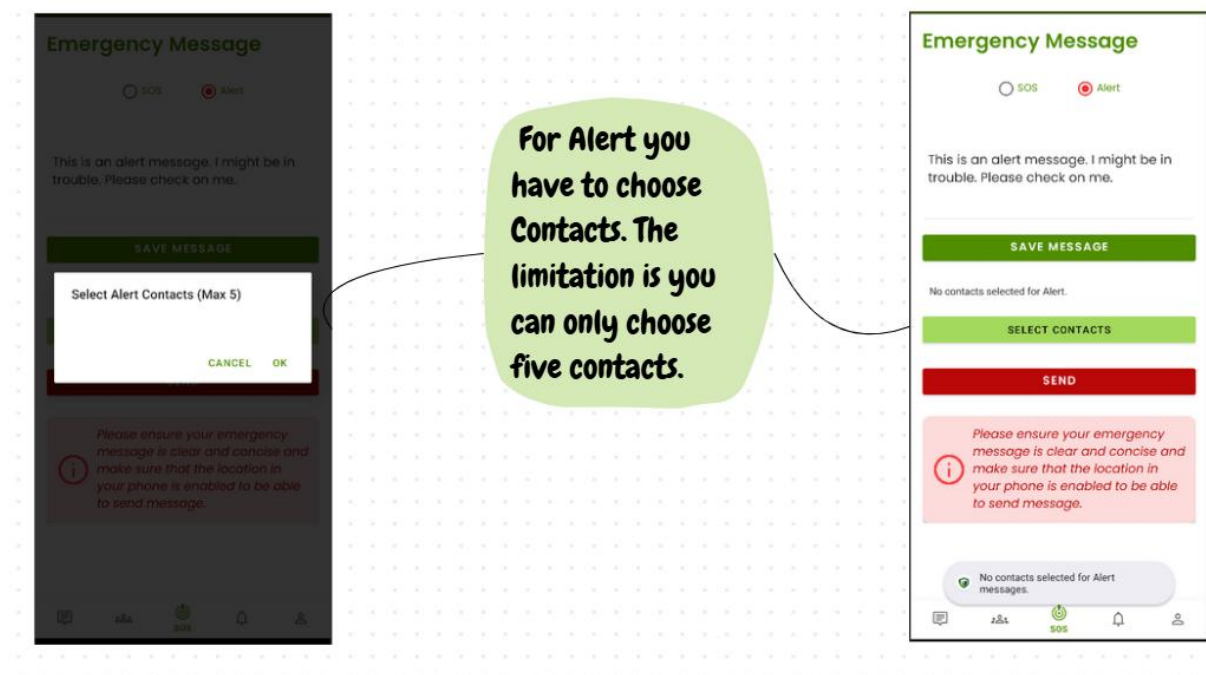 Emergency Message
SOS
Alert
This is an alert message. I might be in
trouble. Please check on me.
SAVE MESSAGE
Select Alert Contacts (Max 5)
CANCEL
OK
Please ensure your emergency
message is clear and concise and
make sure that the location in
your phone is enabled to be able
to send message.
SOS
For Alert you
have to choose
Contacts. The
limitation is you
can only choose
five contacts.
Emergency Message
SOS
Alert
This is an alert message. I might be in
trouble. Please check on me.
SAVE MESSAGE
No contacts selected for Alert.
SELECT CONTACTS
SEND
Please ensure your emergency
message is clear and concise and
make sure that the location in
your phone is enabled to be able
to send message.
No contacts selected for Alert
messages.
SOS